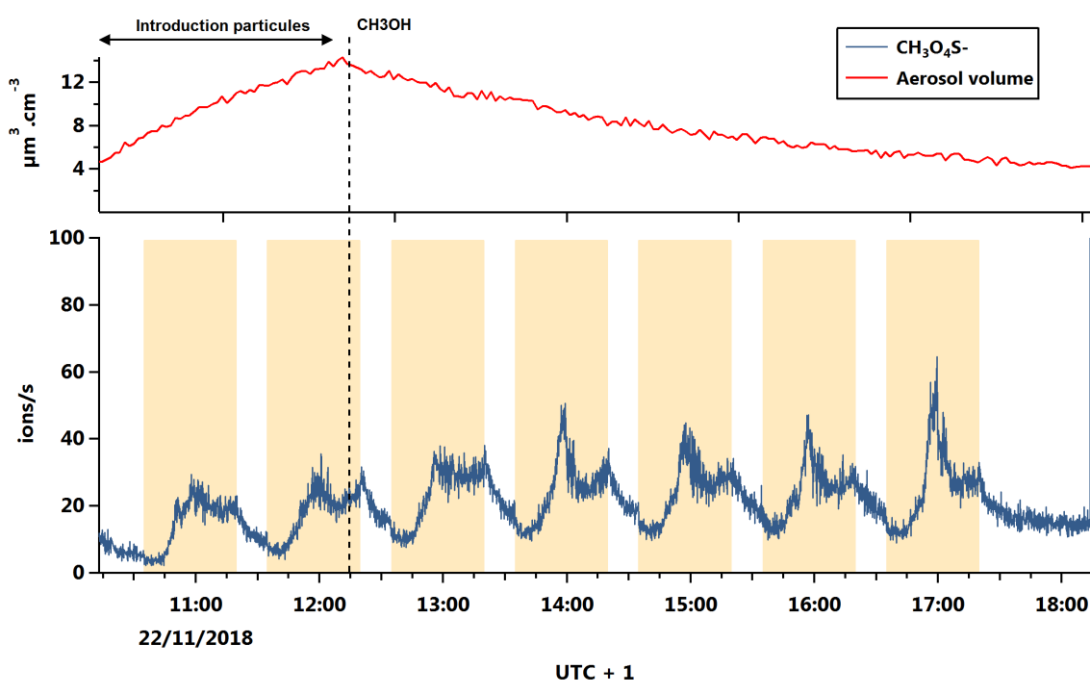 Introduction particules
CH3OH
CH₃O₄S-
Aerosol volume
µm ³ .cm ⁻³
12
8
4
ions/s
100
80
60
40
20
0
11:00 12:00 13:00 14:00 15:00 16:00 17:00 18:00
22/11/2018
UTC + 1